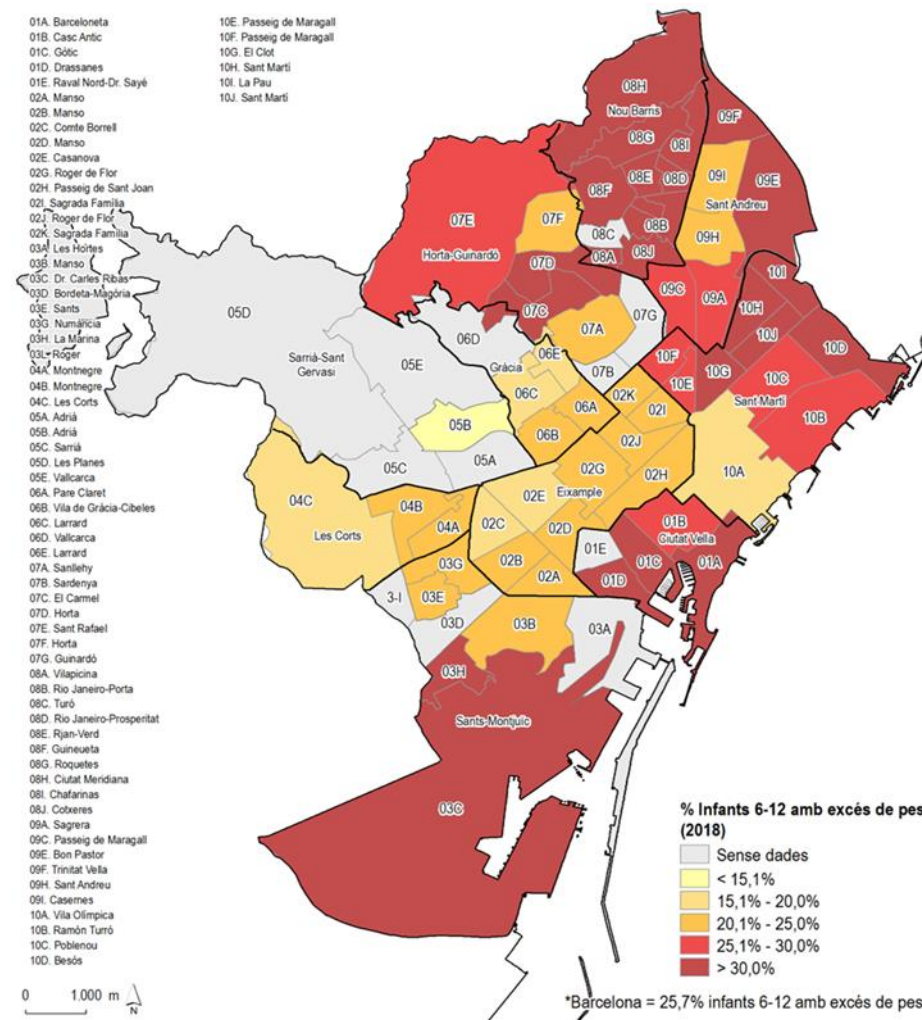 01A. Barceloneta
01B. Casc Antic
01C. Gòtic
01D. Drassanes
01E. Raval Nord-Dr. Sayé
02A. Manso
02B. Manso
02C. Comte Borrell
02D. Manso
02E. Casanova
02G. Roger de Flor
02H. Passeig de Sant Joan
02I. Sagrada Família
02J. Roger de Flor
02K. Sagrada Família
03A. Les Hortes
03B. Manso
03C. Dr. Carles Ribas
03D. Bordeta-Magòria
03E. Sants
03G. Numància
03H. La Marina
03L. Roger
04A. Montnegre
04B. Montnegre
04C. Les Corts
05A. Adrià
05B. Adrià
05C. Sarrià
05D. Les Planes
05E. Vallcarca
06A. Pare Claret
06B. Vila de Gràcia-Cibeles
06C. Larrard
06D. Vallcarca
06E. Larrard
07A. Sanllehy
07B. Sardenya
07C. El Carmel
07D. Horta
07E. Sant Rafael
07F. Horta
07G. Guinardó
08A. Vilapicina
08B. Rio Janeiro-Porta
08C. Turó
08D. Rio Janeiro-Prosperitat
08E. Rjan-Verd
08F. Guineueta
08G. Roquetes
08H. Ciutat Meridiana
08I. Chafarinas
08J. Cotxeres
09A. Sagrera
09C. Passeig de Maragall
09E. Bon Pastor
09F. Trinitat Vella
09H. Sant Andreu
09I. Casernes
10A. Vila Olímpica
10B. Ramón Turró
10C. Poblenou
10D. Besòs
10E. Passeig de Maragall
10F. Passeig de Maragall
10G. El Clot
10H. Sant Martí
10I. La Pau
10J. Sant Martí
08H
Nou Barris
09F
08G
08I
08E
08D
08F
09I
09E
Sant Andreu
07E
07F
08B
08C
09H
08J
08A
Horta-Guinardó
07D
10I
09C
09A
05D
07C
07G
10H
06D
07A
10J
10D
Sarrià-Sant
Gervasi
05E
06E
10F
10G
Gràcia
07B
10E
10C
06C
02K
Sant Martí
02I
06A
10B
05B
06B
02J
05C
05A
02G
02H
10A
04C
04B
02E
Eixample
04A
02C
02D
01B
Les Corts
Ciutat Vella
01E
03G
02B
01C
01A
02A
01D
3-I
03E
03D
03B
03A
03H
Sants-Montjuïc
03C
% Infants 6-12 amb excés de pes
(2018)
Sense dades
< 15,1%
15,1% - 20,0%
20,1% - 25,0%
25,1% - 30,0%
> 30,0%
0 1.000 m
N
*Barcelona = 25,7% infants 6-12 amb excés de pes